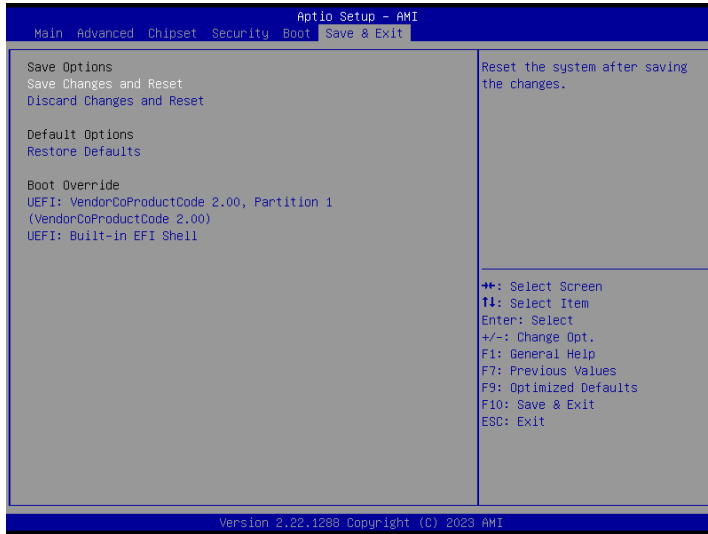 Aptio Setup - AMI
Main Advanced Chipset Security Boot Save & Exit
Save Options
Save Changes and Reset
Discard Changes and Reset
Default Options
Restore Defaults
Boot Override
UEFI: VendorCoProductCode 2.00, Partition 1
(VendorCoProductCode 2.00)
UEFI: Built-in EFI Shell
Reset the system after saving
the changes.
→←: Select Screen
↑↓: Select Item
Enter: Select
+/-: Change Opt.
F1: General Help
F7: Previous Values
F9: Optimized Defaults
F10: Save & Exit
ESC: Exit
Version 2.22.1288 Copyright (C) 2023 AMI